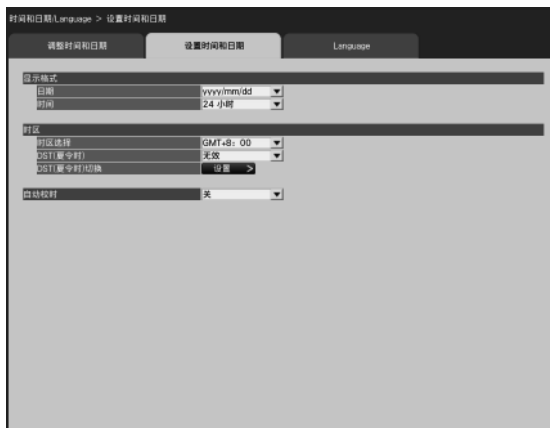 时间和日期/Language > 设置时间和日期
调整时间和日期 设置时间和日期 Language
显示格式
日期 yyyy/mm/dd
时间 24 小时
时区
时区选择 GMT+8: 00
DST(夏令时) 无效
DST(夏令时)切换 设置 >
自动校时 关